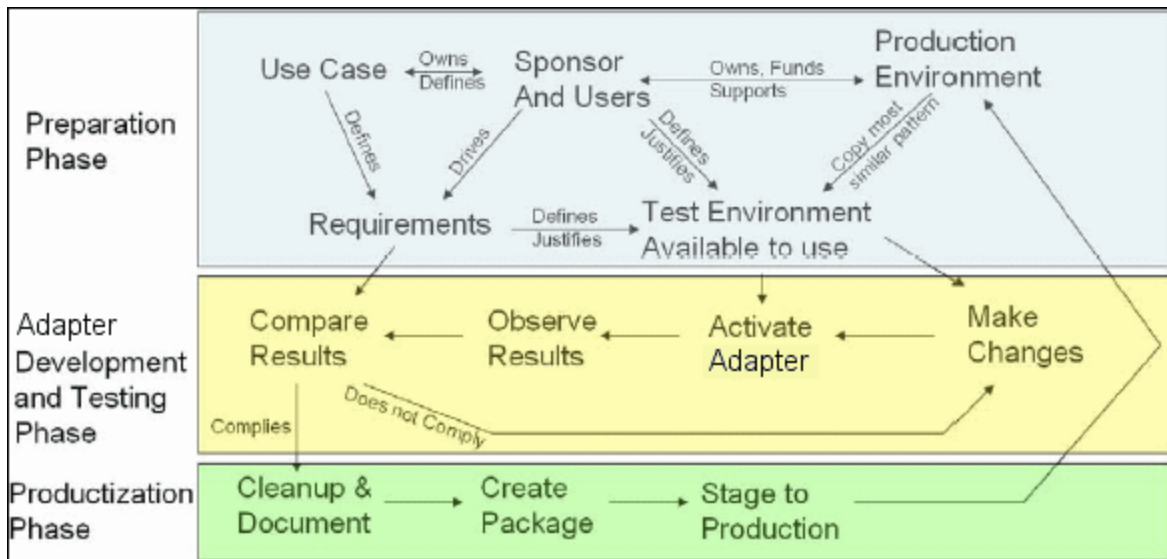 Preparation
Phase
Use Case
Owns
Defines
Sponsor
And Users
Owns, Funds
Supports
Production
Environment
Defines
Drives
Defines
Justifies
Copy most
similar pattern
Requirements
Defines
Justifies
Test Environment
Available to use
Adapter
Development
and Testing
Phase
Compare
Results
Observe
Results
Activate
Adapter
Make
Changes
Complies
Does not Comply
Productization
Phase
Cleanup &
Document
Create
Package
Stage to
Production